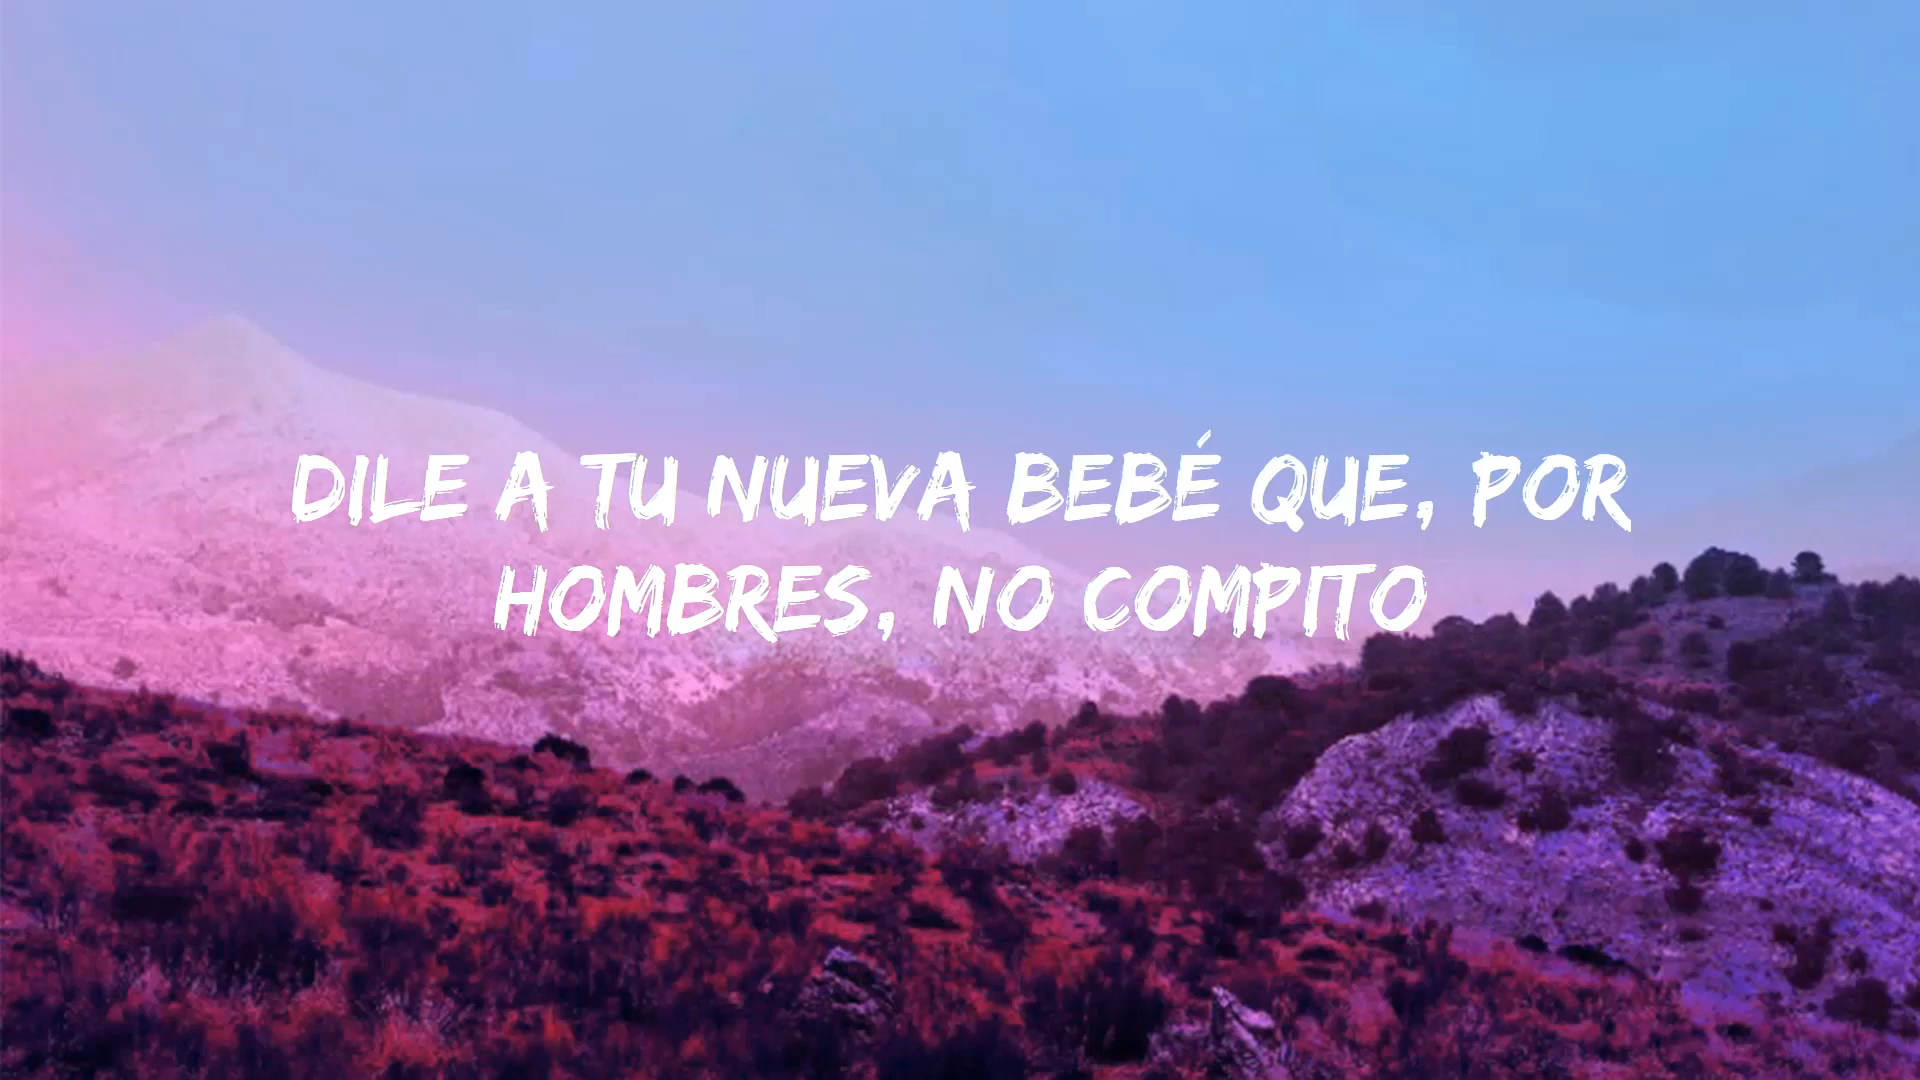 DILE A TU NUEVA BEBÉ QUE, POR
HOMBRES, NO COMPITO